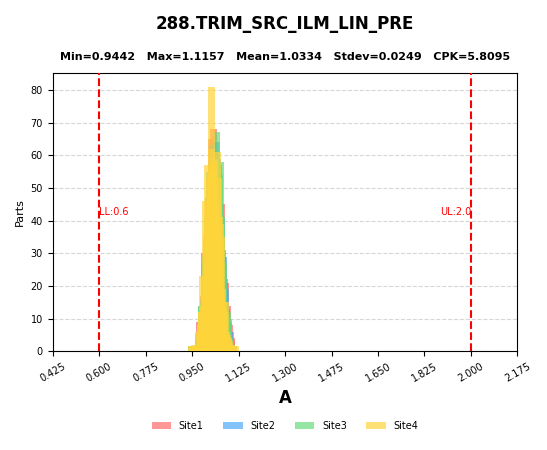 288.TRIM_SRC_ILM_LIN_PRE
Min=0.9442 Max=1.1157 Mean=1.0334 Stdev=0.0249 CPK=5.8095
80
70
60
50
40
30
20
10
0
Parts
LL:0.6
UL:2.0
0.425 0.600 0.775 0.950 1.125 1.300 1.475 1.650 1.825 2.000 2.175
A
Site1 Site2 Site3 Site4